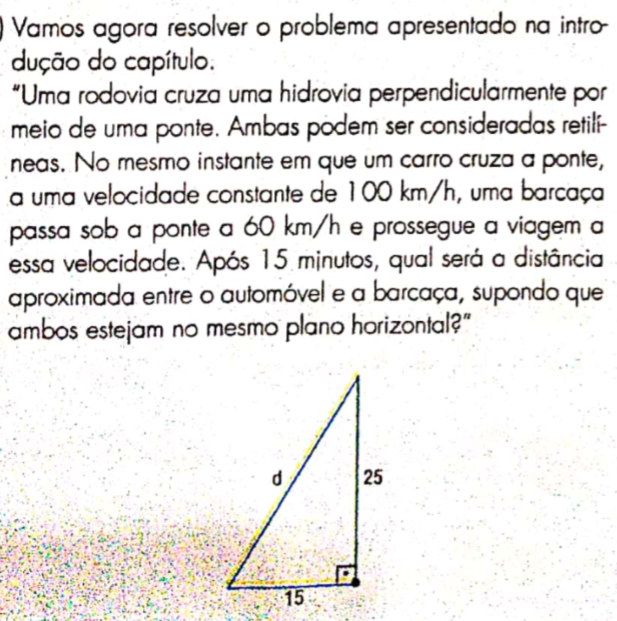 ) Vamos agora resolver o problema apresentado na intro-
dução do capítulo.
"Uma rodovia cruza uma hidrovia perpendicularmente por
meio de uma ponte. Ambas podem ser consideradas retilí-
neas. No mesmo instante em que um carro cruza a ponte,
a uma velocidade constante de 100 km/h, uma barcaça
passa sob a ponte a 60 km/h e prossegue a viagem a
essa velocidade. Após 15 minutos, qual será a distância
aproximada entre o automóvel e a barcaça, supondo que
ambos estejam no mesmo plano horizontal?"
d
25
15